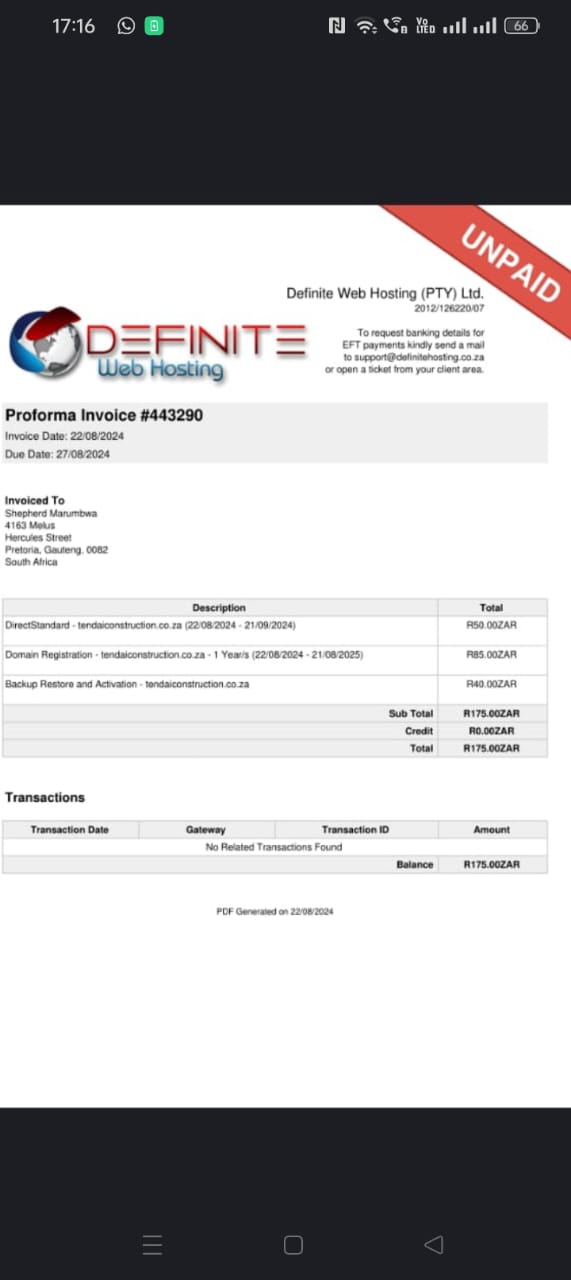 17:16
Vo
LTED
66
UNPAID
Definite Web Hosting (PTY) Ltd.
2012/126220/07
DEFINITE
Web Hosting
To request banking details for
EFT payments kindly send a mail
to support@definitehosting.co.za
or open a ticket from your client area.
Proforma Invoice #443290
Invoice Date: 22/08/2024
Due Date: 27/08/2024
Invoiced To
Shepherd Marumbwa
4163 Melus
Hercules Street
Pretoria, Gauteng, 0082
South Africa
Description Total
DirectStandard - tendaiconstruction.co.za (22/08/2024 - 21/09/2024) R50.00ZAR
Domain Registration - tendaiconstruction.co.za - 1 Year/s (22/08/2024 - 21/08/2025) R85.00ZAR
Backup Restore and Activation - tendaiconstruction.co.za R40.00ZAR
Sub Total R175.00ZAR
Credit R0.00ZAR
Total R175.00ZAR
Transactions
Transaction Date Gateway Transaction ID Amount
No Related Transactions Found
Balance R175.00ZAR
PDF Generated on 22/08/2024